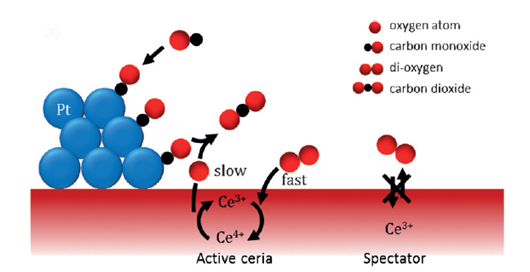 oxygen atom
carbon monoxide
di-oxygen
carbon dioxide
Pt
slow
fast
Ce3+
Ce4+
Ce3+
Active ceria
Spectator